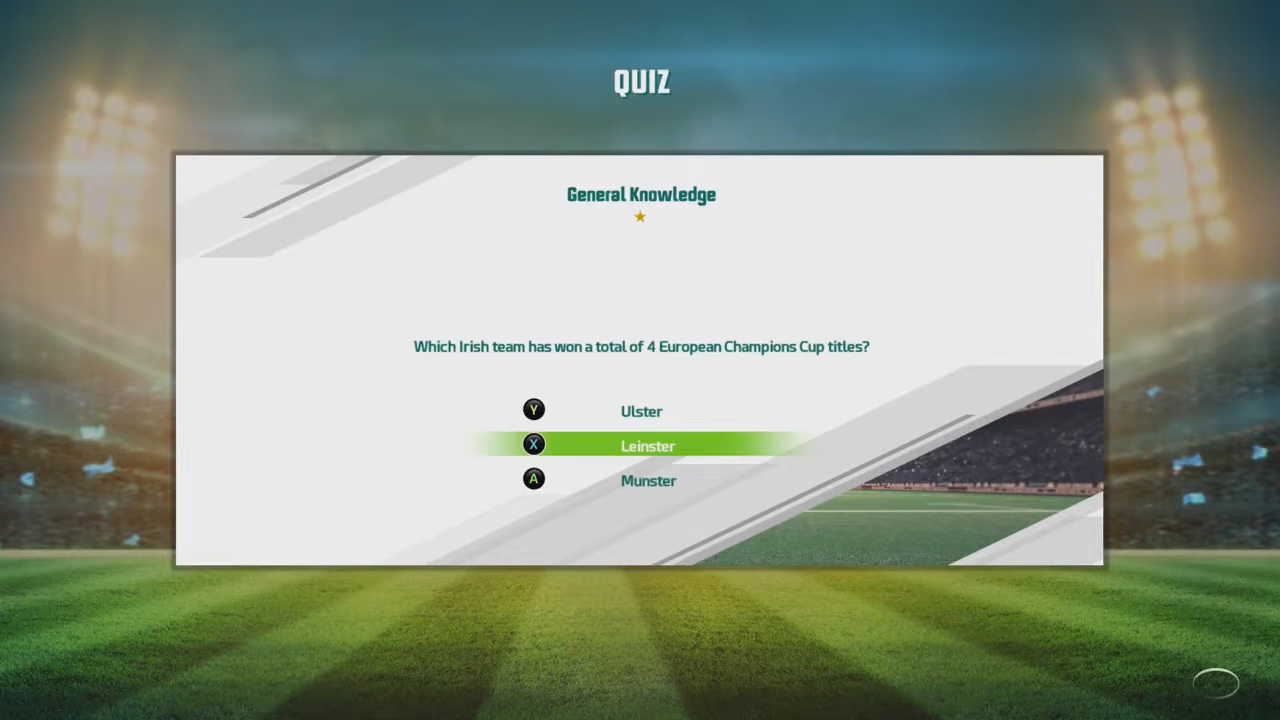 QUIZ
General Knowledge
Which Irish team has won a total of 4 European Champions Cup titles?
Y Ulster
X Leinster
A Munster